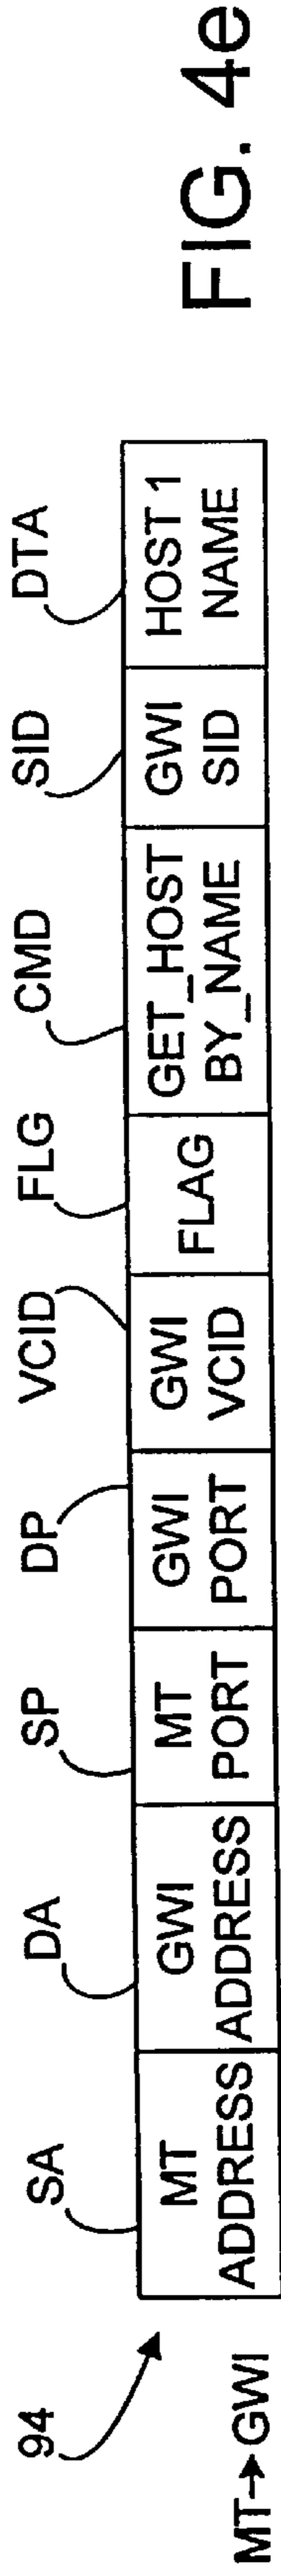 94
SA
DA
SP
DP
VCID
FLG
CMD
SID
DTA
MT
ADDRESS
GWI
ADDRESS
MT
PORT
GWI
PORT
GWI
VCID
FLAG
GET_HOST
BY_NAME
GWI
SID
HOST 1
NAME
MT→GWI
FIG. 4e